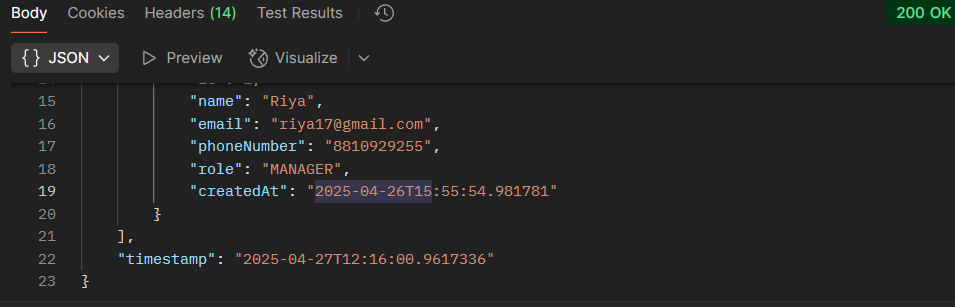 Body Cookies Headers (14) Test Results 200 OK
{} JSON Preview Visualize
15 "name": "Riya",
16 "email": "riya17@gmail.com",
17 "phoneNumber": "8810929255",
18 "role": "MANAGER",
19 "createdAt": "2025-04-26T15:55:54.981781"
20 }
21 ],
22 "timestamp": "2025-04-27T12:16:00.9617336"
23 }